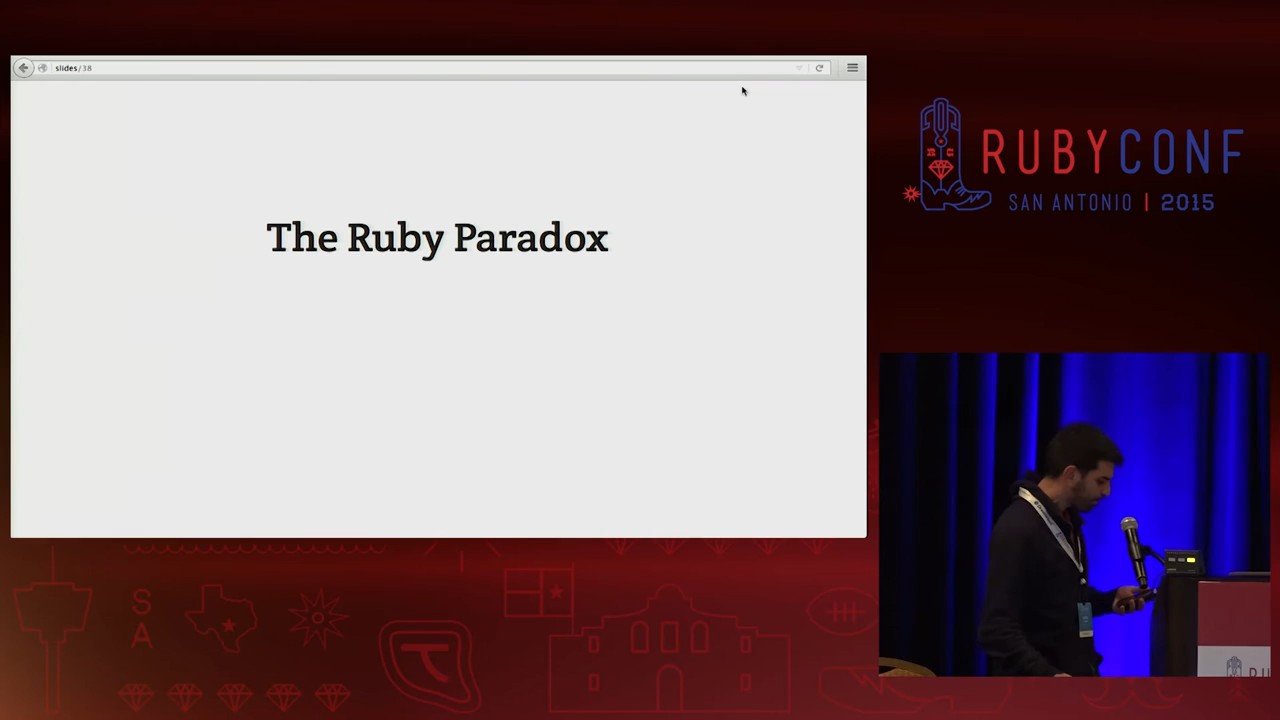 slides/38
The Ruby Paradox
RUBYCONF
SAN ANTONIO | 2015
S
A